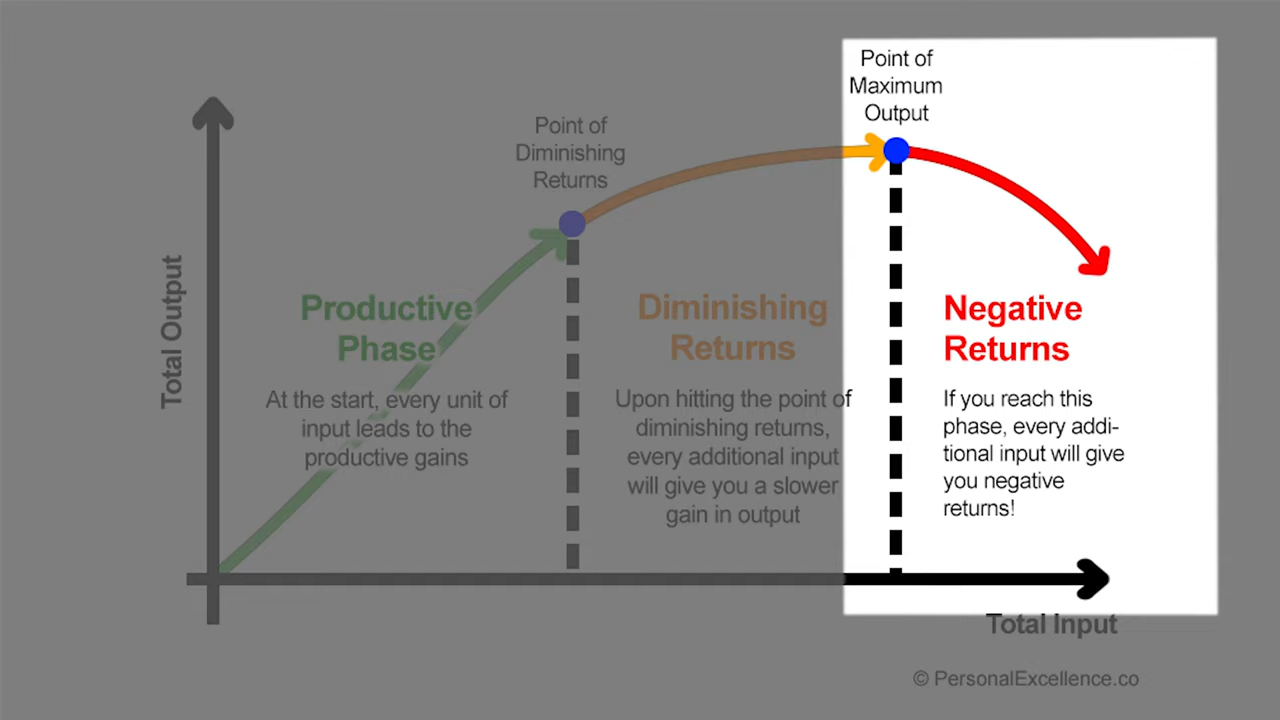 Point of
Maximum
Output
Point of
Diminishing
Returns
Total Output
Productive
Phase
At the start, every unit of
input leads to the
productive gains
Diminishing
Returns
Upon hitting the point of
diminishing returns,
every additional input
will give you a slower
gain in output
Negative
Returns
If you reach this
phase, every addi-
tional input will give
you negative
returns!
Total Input
© PersonalExcellence.co